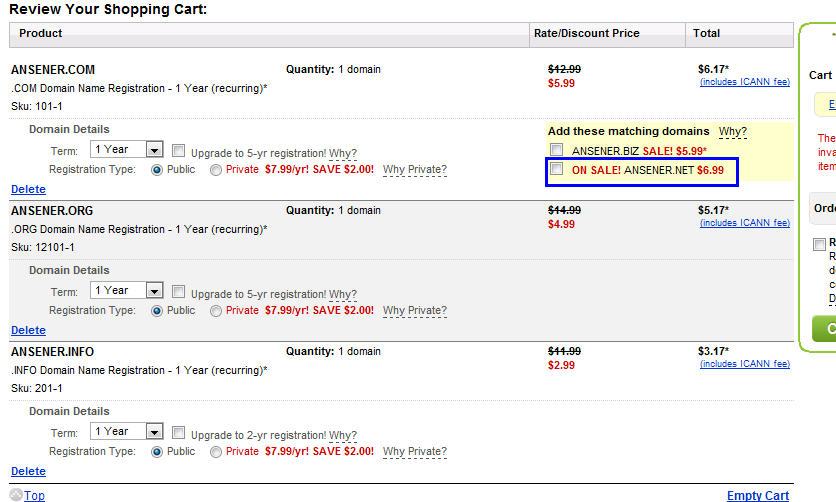 Review Your Shopping Cart:
Product Rate/Discount Price Total
ANSENER.COM Quantity: 1 domain $12.99 $6.17*
.COM Domain Name Registration - 1 Year (recurring)* $5.99 (includes ICANN fee)
Sku: 101-1
Domain Details
Term: 1 Year Upgrade to 5-yr registration! Why?
Registration Type: Public Private $7.99/yr! SAVE $2.00! Why Private?
Add these matching domains Why?
ANSENER.BIZ SALE! $5.99*
ON SALE! ANSENER.NET $6.99
Delete
ANSENER.ORG $14.99 $5.17*
.ORG Domain Name Registration - 1 Year (recurring)* $4.99 (includes ICANN fee)
Sku: 12101-1
Domain Details
Term: 1 Year Upgrade to 5-yr registration! Why?
Registration Type: Public Private $7.99/yr! SAVE $2.00! Why Private?
Delete
ANSENER.INFO Quantity: 1 domain $11.99 $3.17*
.INFO Domain Name Registration - 1 Year (recurring)* $2.99 (includes ICANN fee)
Sku: 201-1
Domain Details
Term: 1 Year Upgrade to 2-yr registration! Why?
Registration Type: Public Private $7.99/yr! SAVE $2.00! Why Private?
Delete
Top Empty Cart
Cart
The
inva
item
Orde